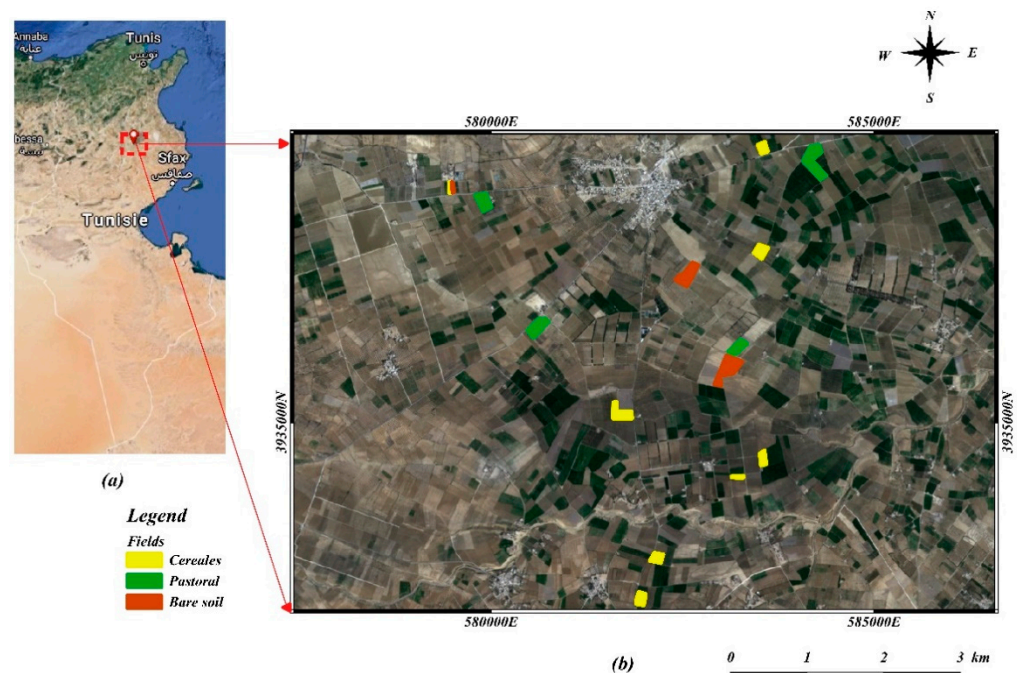 Annaba
عنابة
Tunis
تونس
bessa
Sfax
صفاقس
Tunisie
(a)
Legend
Fields
Cereales
Pastoral
Bare soil
N
W E
S
580000E 585000E
3935000N 3935000N
580000E 585000E
(b)
0 1 2 3 km